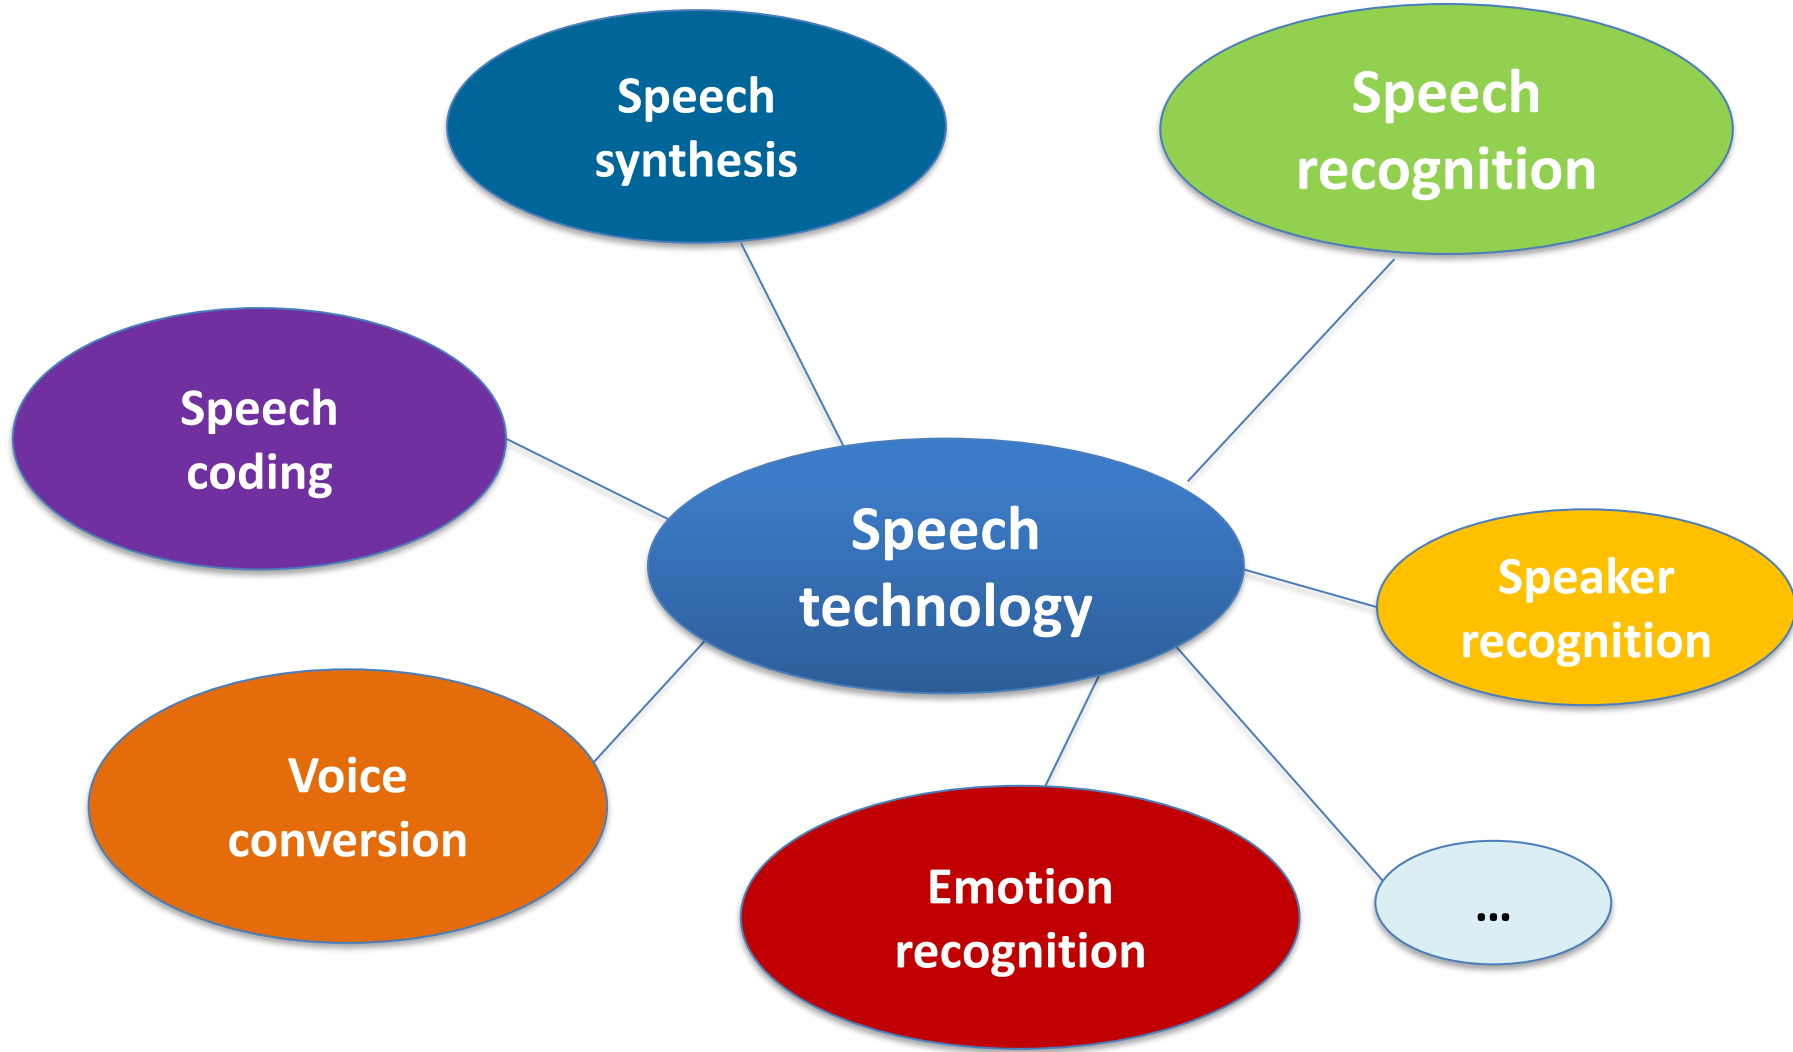 Speech
synthesis
Speech
recognition
Speech
coding
Speech
technology
Speaker
recognition
Voice
conversion
Emotion
recognition
...